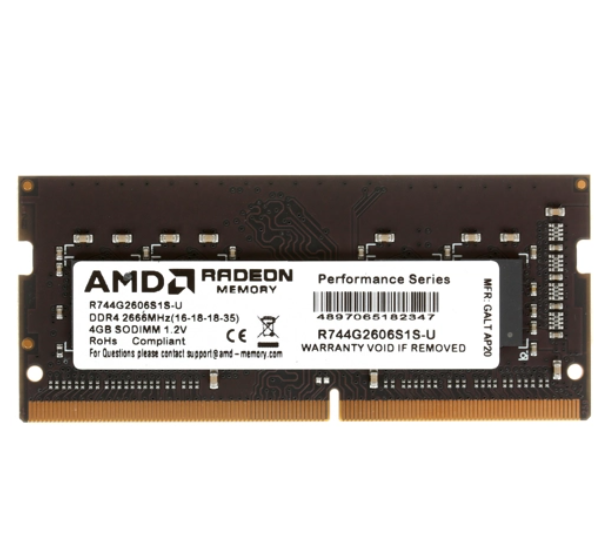 AMD RADEON
MEMORY
R744G2606S1S-U
DDR4 2666MHz(16-18-18-35)
4GB SODIMM 1.2V
RoHs Compliant
For Questions please contact support@amd-memory.com
CE
Performance Series
4897065182347
R744G2606S1S-U
WARRANTY VOID IF REMOVED
MFR: GALT AP20